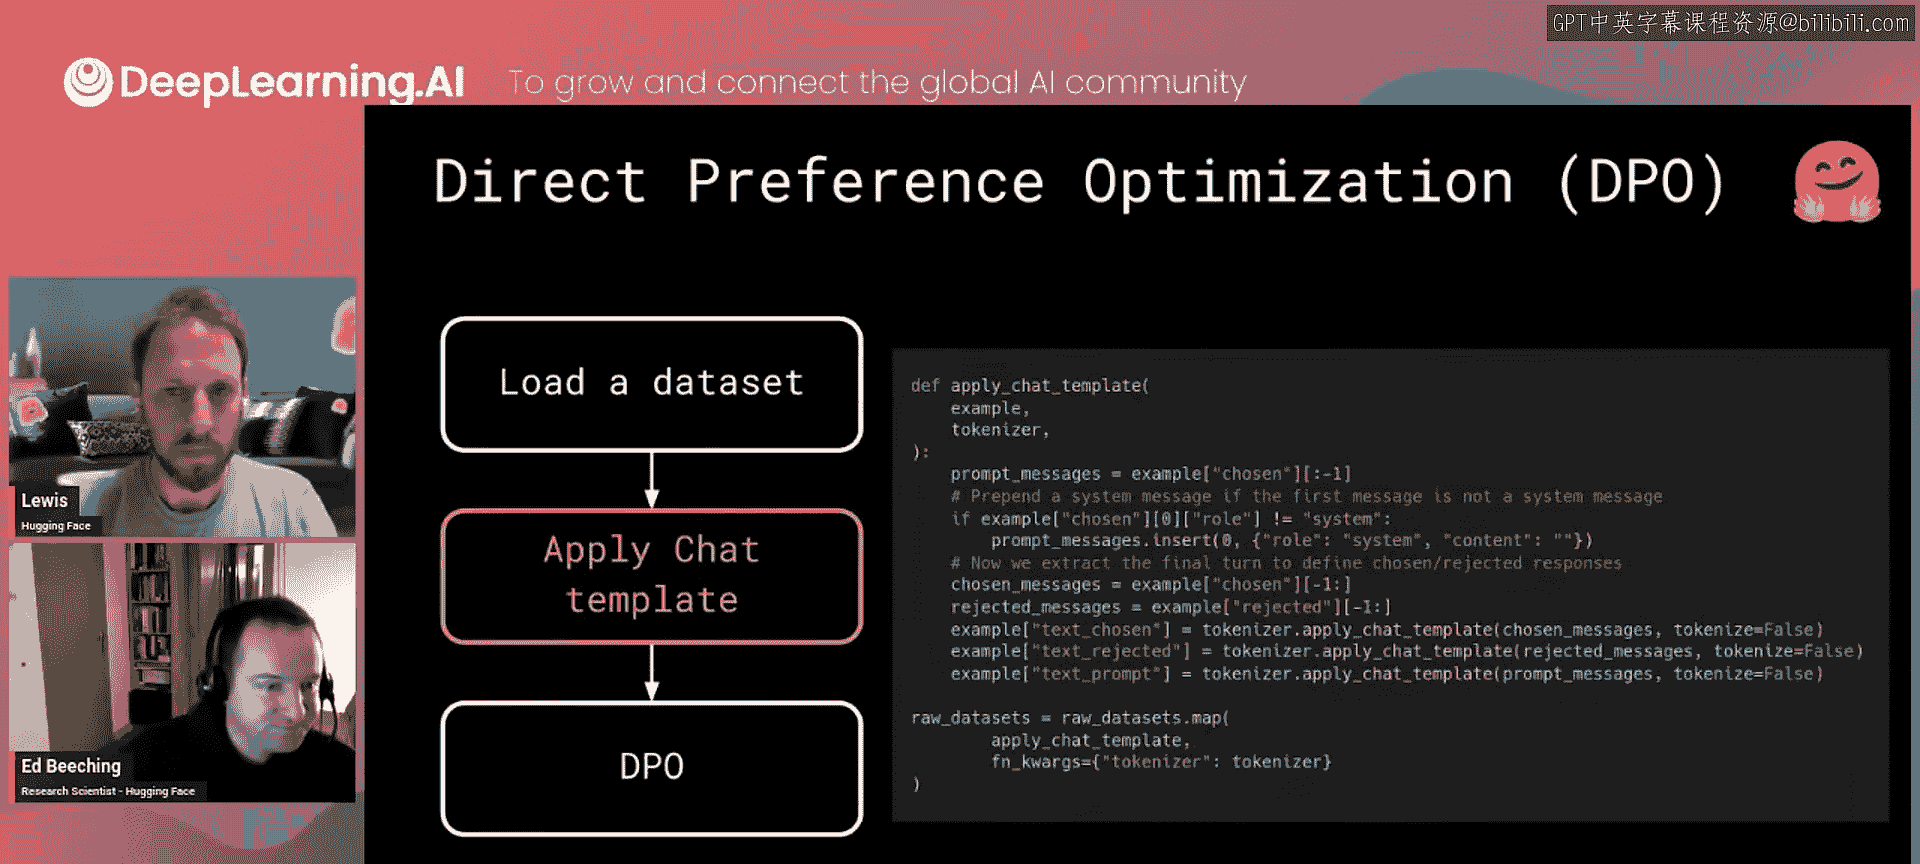 GPT中英字幕课程资源@bilibili.com
DeepLearning.AI
To grow and connect the global AI community
Direct Preference Optimization (DPO)
Load a dataset
Apply Chat
template
DPO
def apply_chat_template(
    example,
    tokenizer,
):
    prompt_messages = example["chosen"][:-1]
    # Prepend a system message if the first message is not a system message
    if example["chosen"][0]["role"] != "system":
        prompt_messages.insert(0, {"role": "system", "content": ""})
    # Now we extract the final turn to define chosen/rejected responses
    chosen_messages = example["chosen"][-1:]
    rejected_messages = example["rejected"][-1:]
    example["text_chosen"] = tokenizer.apply_chat_template(chosen_messages, tokenize=False)
    example["text_rejected"] = tokenizer.apply_chat_template(rejected_messages, tokenize=False)
    example["text_prompt"] = tokenizer.apply_chat_template(prompt_messages, tokenize=False)
raw_datasets = raw_datasets.map(
        apply_chat_template,
        fn_kwargs={"tokenizer": tokenizer}
)
Lewis
Hugging Face
Ed Beeching
Research Scientist - Hugging Face